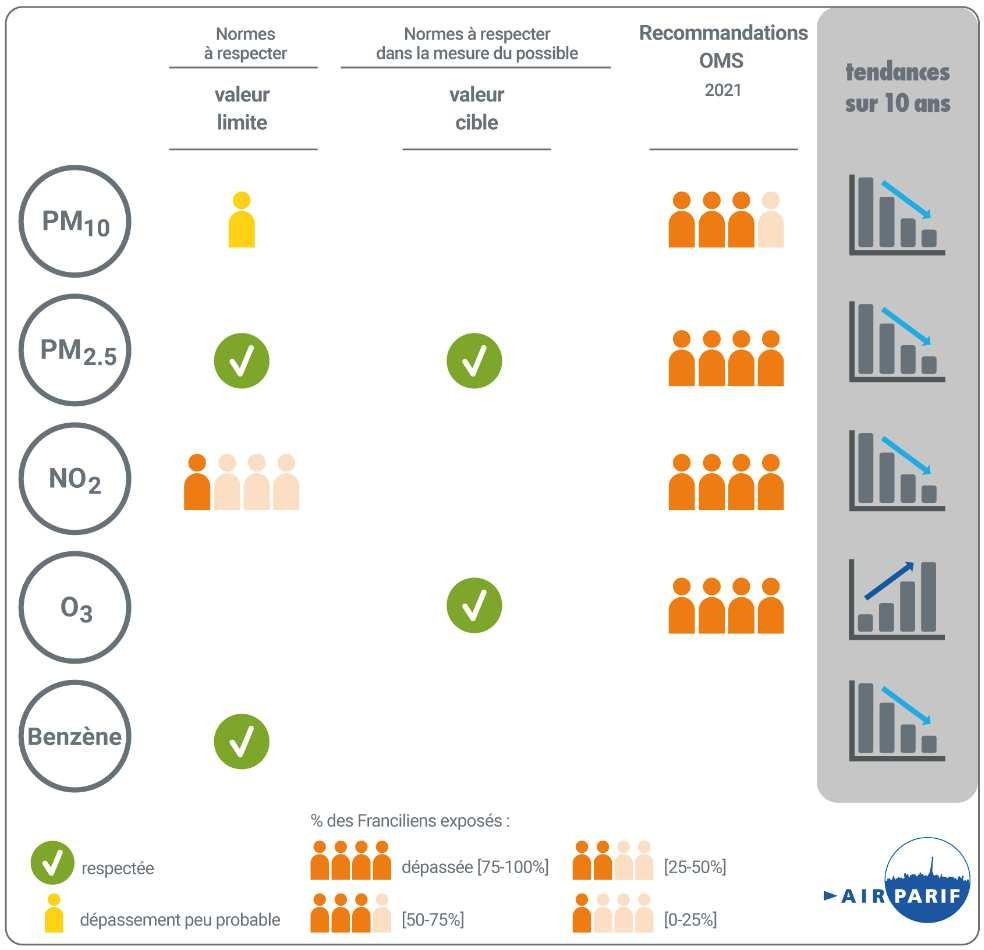 Normes
à respecter
Normes à respecter
dans la mesure du possible
Recommandations
OMS
2021
tendances
sur 10 ans
valeur
limite
valeur
cible
PM10
PM2.5
NO2
O3
Benzène
% des Franciliens exposés :
respectée
dépassée [75-100%]
[25-50%]
dépassement peu probable
[50-75%]
[0-25%]
AIRPARIF